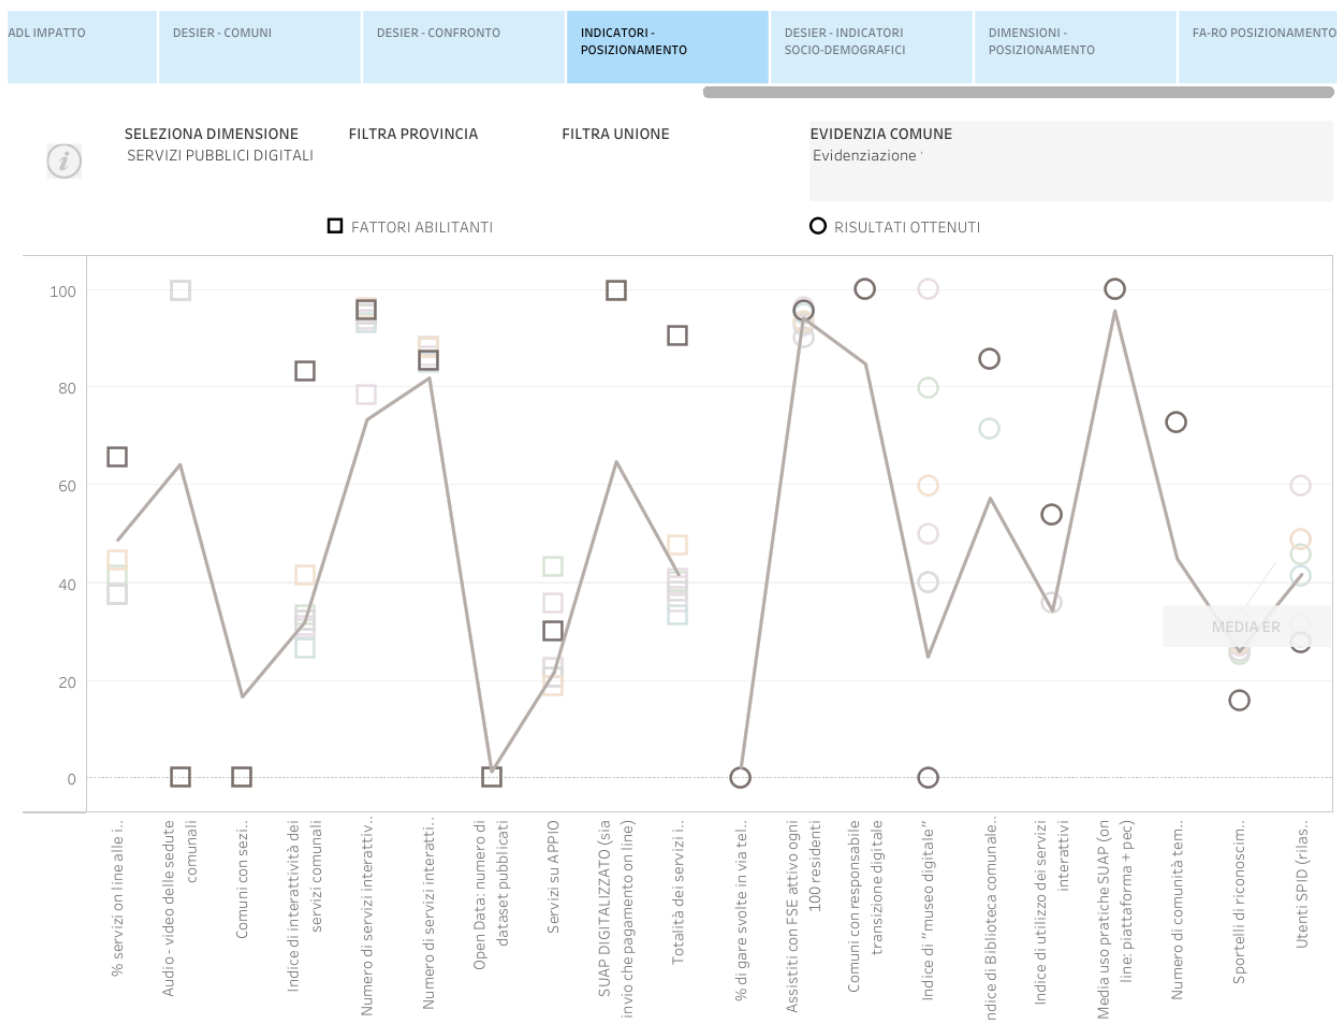 ADL IMPATTO
DESIER - COMUNI
DESIER - CONFRONTO
INDICATORI -
POSIZIONAMENTO
DESIER - INDICATORI
SOCIO-DEMOGRAFICI
DIMENSIONI -
POSIZIONAMENTO
FA-RO POSIZIONAMENTO
i
SELEZIONA DIMENSIONE
SERVIZI PUBBLICI DIGITALI
FILTRA PROVINCIA
FILTRA UNIONE
EVIDENZIA COMUNE
Evidenziazione
FATTORI ABILITANTI
RISULTATI OTTENUTI
100
80
60
40
20
0
MEDIA ER
% servizi on line alle i..
Audio - video delle sedute
comunali
Comuni con sezi..
Indice di interattività dei
servizi comunali
Numero di servizi interattiv..
Numero di servizi interatti..
Open Data: numero di
dataset pubblicati
Servizi su APPIO
SUAP DIGITALIZZATO (sia
invio che pagamento on line)
Totalità dei servizi i..
% di gare svolte in via tel..
Assistiti con FSE attivo ogni
100 residenti
Comuni con responsabile
transizione digitale
Indice di "museo digitale"
ndice di Biblioteca comunale..
Indice di utilizzo dei servizi
interattivi
Media uso pratiche SUAP (on
line: piattaforma + pec)
Numero di comunità tem..
Sportelli di riconoscim..
Utenti SPID (rilas..